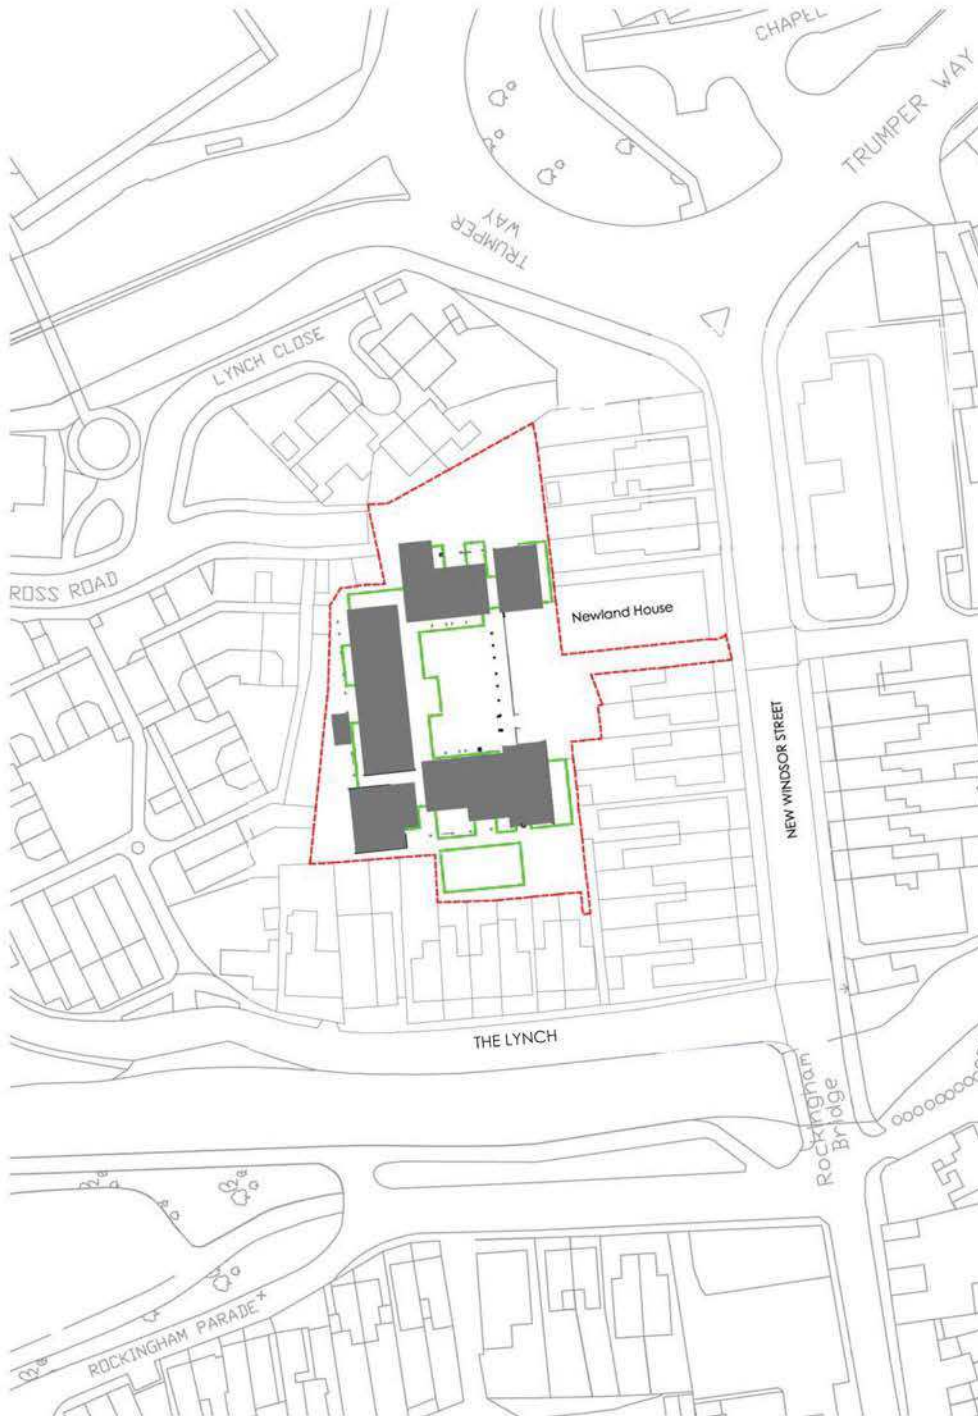 CHAPEL
TRUMPER WAY
TRUMPER
WAY
LYNCH CLOSE
ROSS ROAD
Newland House
NEW WINDSOR STREET
THE LYNCH
Rockingham
Bridge
ROCKINGHAM PARADE